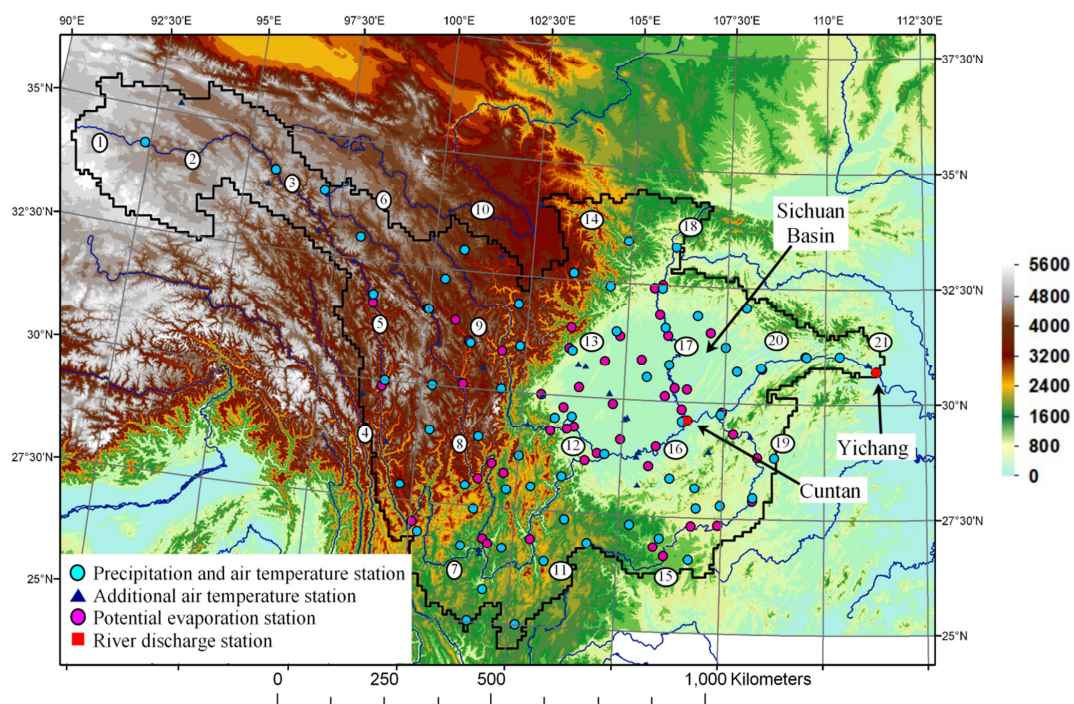 90°E 92°30'E 95°E 97°30'E 100°E 102°30'E 105°E 107°30'E 110°E 112°30'E
37°30'N
35°N
35°N
32°30'N
32°30'N
30°N
30°N
27°30'N
27°30'N
25°N
25°N
1
2
3
6
10
14
18
Sichuan
Basin
5
9
13
17
20
21
4
8
12
16
19
7
11
15
Yichang
Cuntan
5600
4800
4000
3200
2400
1600
800
0
Precipitation and air temperature station
Additional air temperature station
Potential evaporation station
River discharge station
0 250 500 1,000 Kilometers